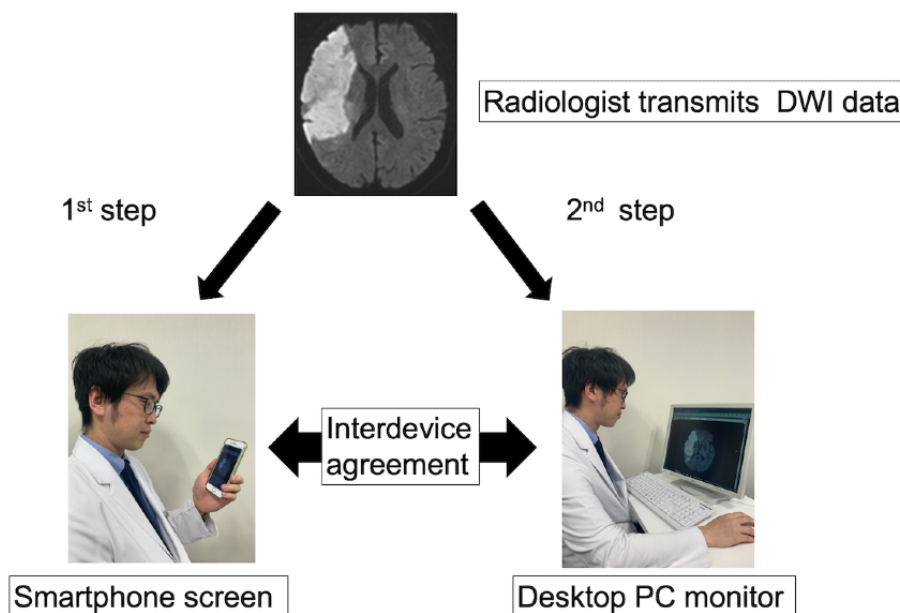 Radiologist transmits DWI data
1st step
2nd step
Interdevice
agreement
Smartphone screen
Desktop PC monitor